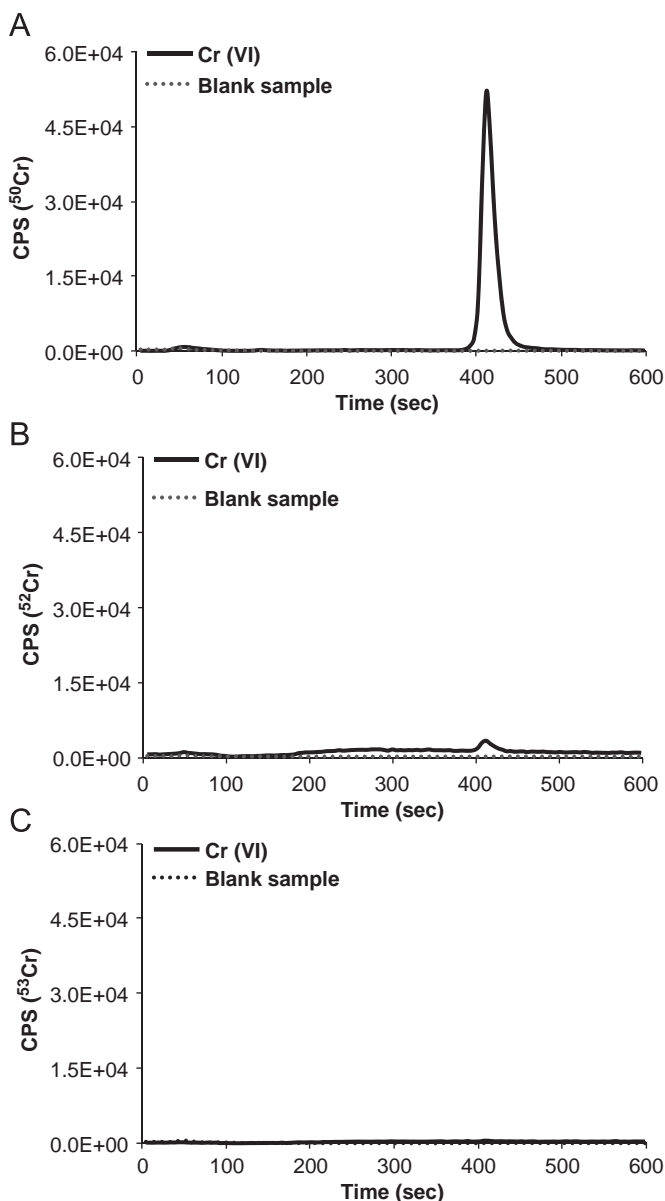 A
6.0E+04
Cr (VI)
Blank sample
4.5E+04
CPS (⁵⁰Cr)
3.0E+04
1.5E+04
0.0E+00
0 100 200 300 400 500 600
Time (sec)
B
6.0E+04
Cr (VI)
Blank sample
4.5E+04
CPS (⁵²Cr)
3.0E+04
1.5E+04
0.0E+00
0 100 200 300 400 500 600
Time (sec)
C
6.0E+04
Cr (VI)
Blank sample
4.5E+04
CPS (⁵³Cr)
3.0E+04
1.5E+04
0.0E+00
0 100 200 300 400 500 600
Time (sec)